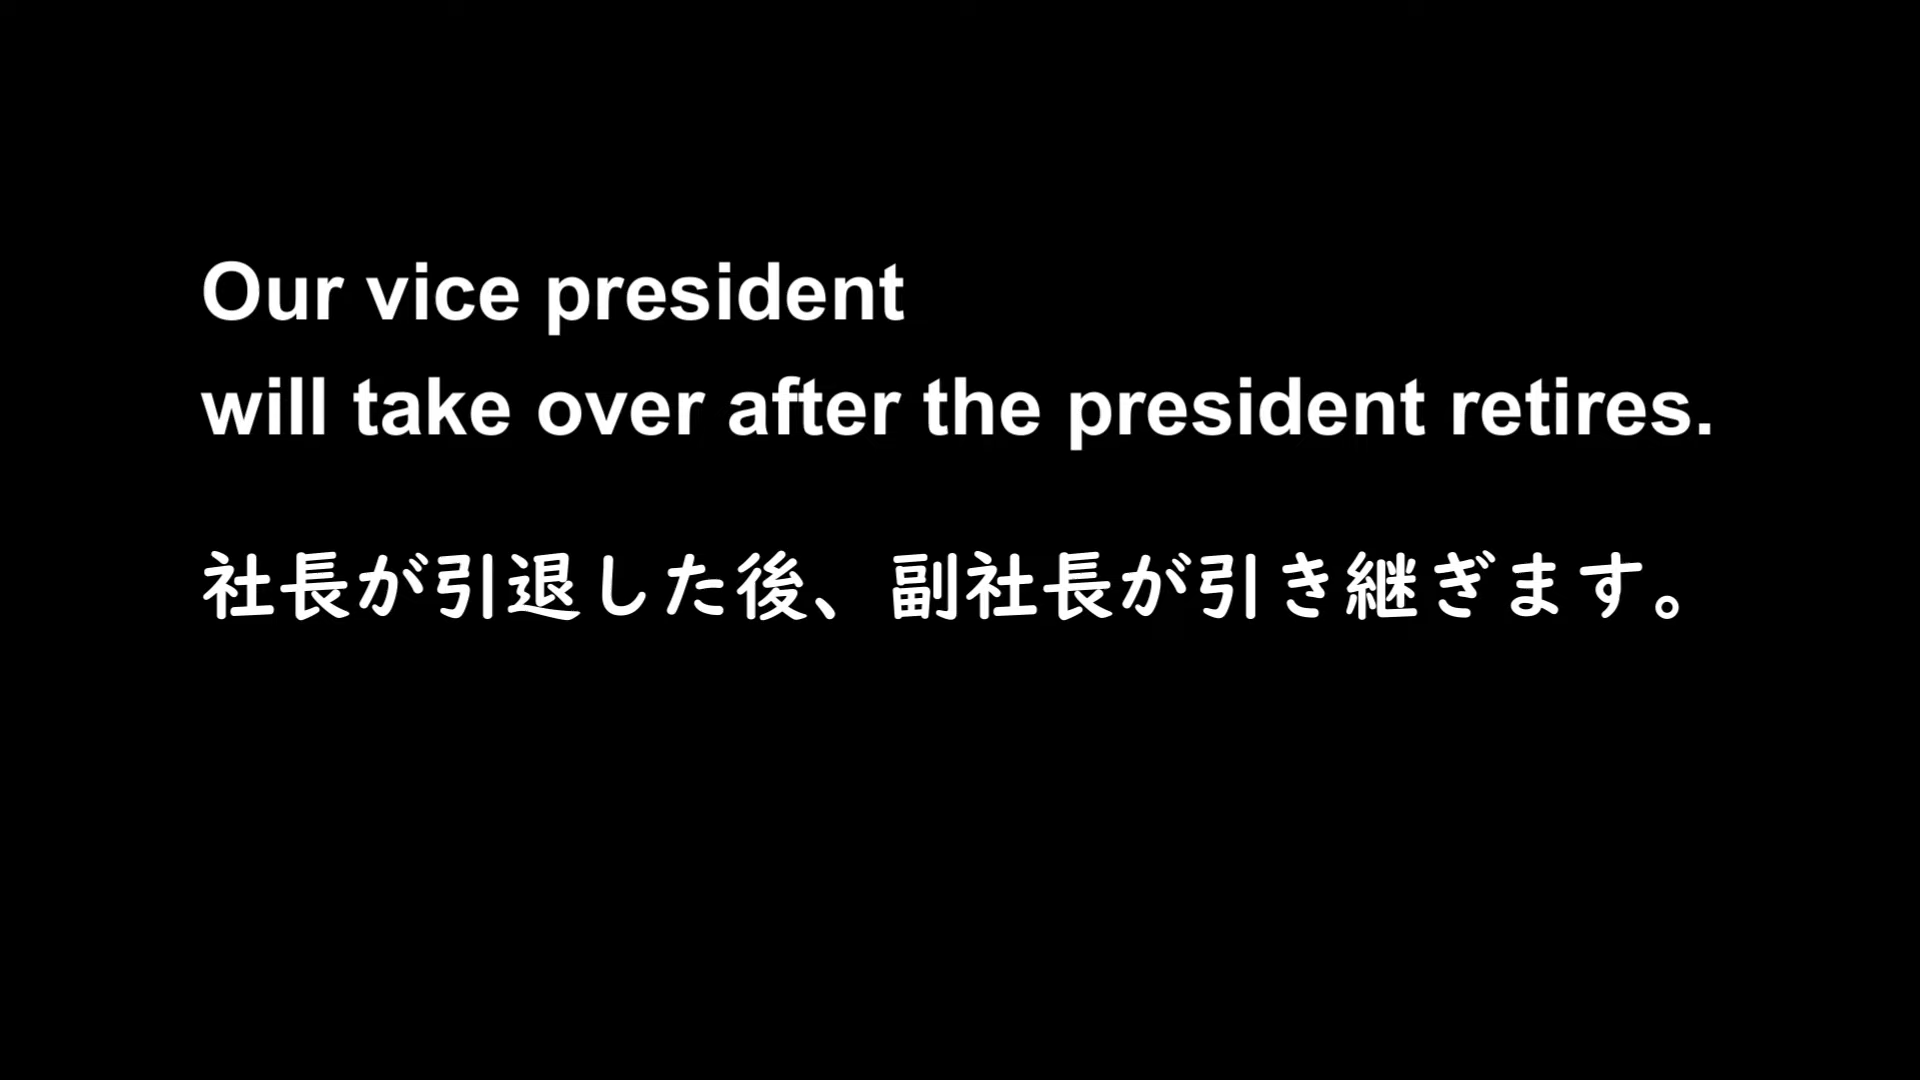 Our vice president
will take over after the president retires.
社長が引退した後、副社長が引き継ぎます。